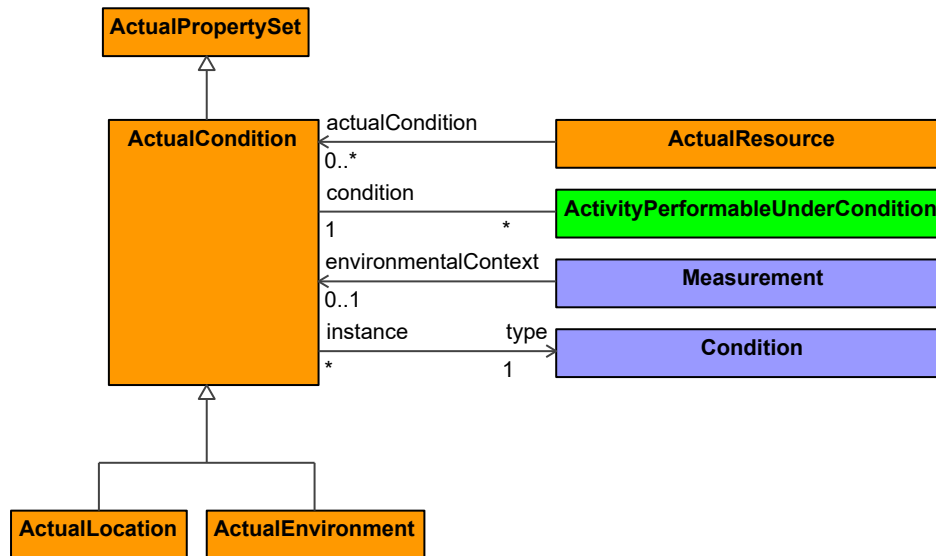 ActualPropertySet
ActualCondition
actualCondition
0..*
ActualResource
condition
1
*
ActivityPerformableUnderCondition
environmentalContext
0..1
Measurement
instance
type
*
1
Condition
ActualLocation
ActualEnvironment